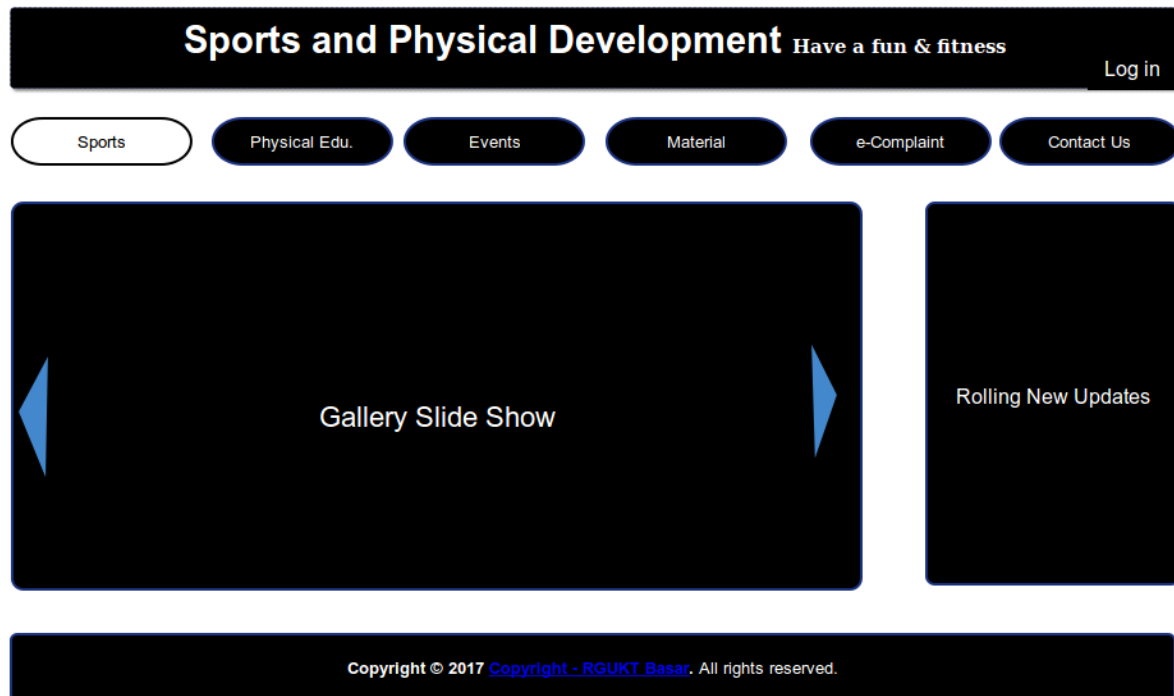 Sports and Physical Development Have a fun & fitness
Log in
Sports
Physical Edu.
Events
Material
e-Complaint
Contact Us
Gallery Slide Show
Rolling New Updates
Copyright © 2017 Copyright - RGUKT Basar. All rights reserved.